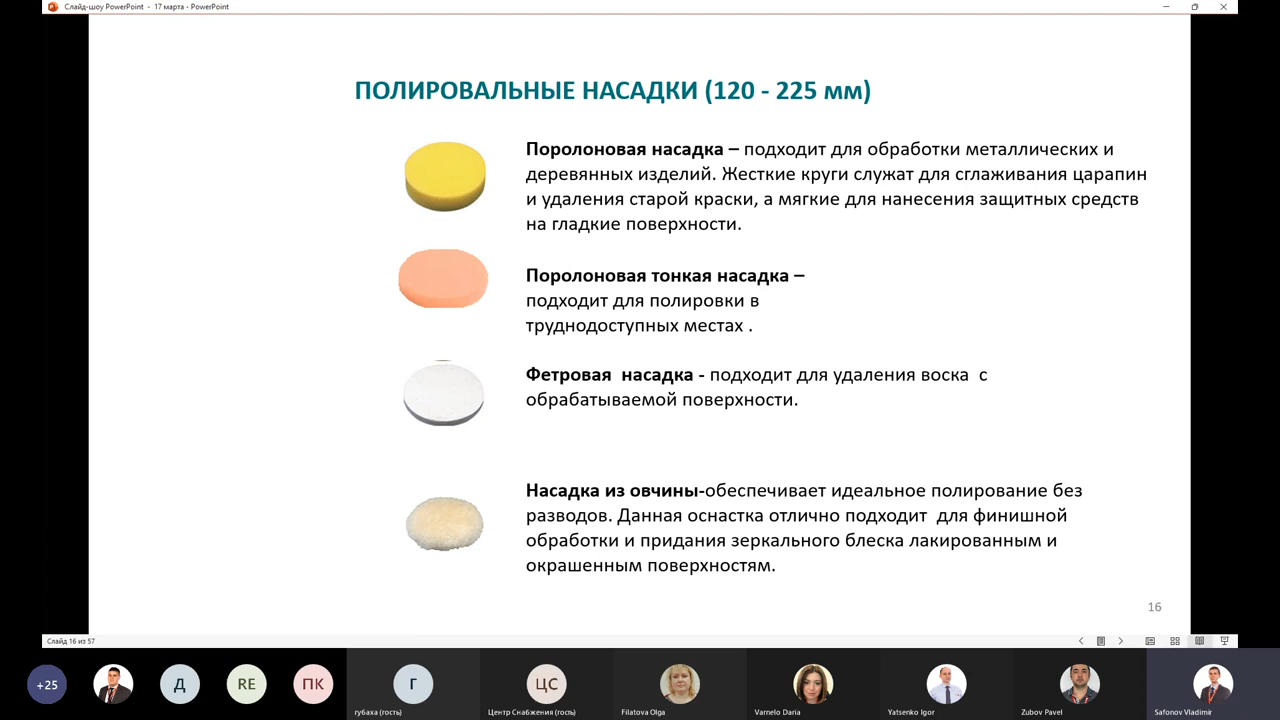 Слайд-шоу PowerPoint - 17 марта - PowerPoint
ПОЛИРОВАЛЬНЫЕ НАСАДКИ (120 - 225 мм)
Поролоновая насадка – подходит для обработки металлических и
деревянных изделий. Жесткие круги служат для сглаживания царапин
и удаления старой краски, а мягкие для нанесения защитных средств
на гладкие поверхности.
Поролоновая тонкая насадка –
подходит для полировки в
труднодоступных местах .
Фетровая насадка - подходит для удаления воска с
обрабатываемой поверхности.
Насадка из овчины-обеспечивает идеальное полирование без
разводов. Данная оснастка отлично подходит для финишной
обработки и придания зеркального блеска лакированным и
окрашенным поверхностям.
16
Слайд 16 из 57
+25
Д
RE
ПК
Г
ЦС
губаха (гость)
Центр Снабжения (гость)
Filatova Olga
Varnelo Daria
Yatsenko Igor
Zubov Pavel
Safonov Vladimir